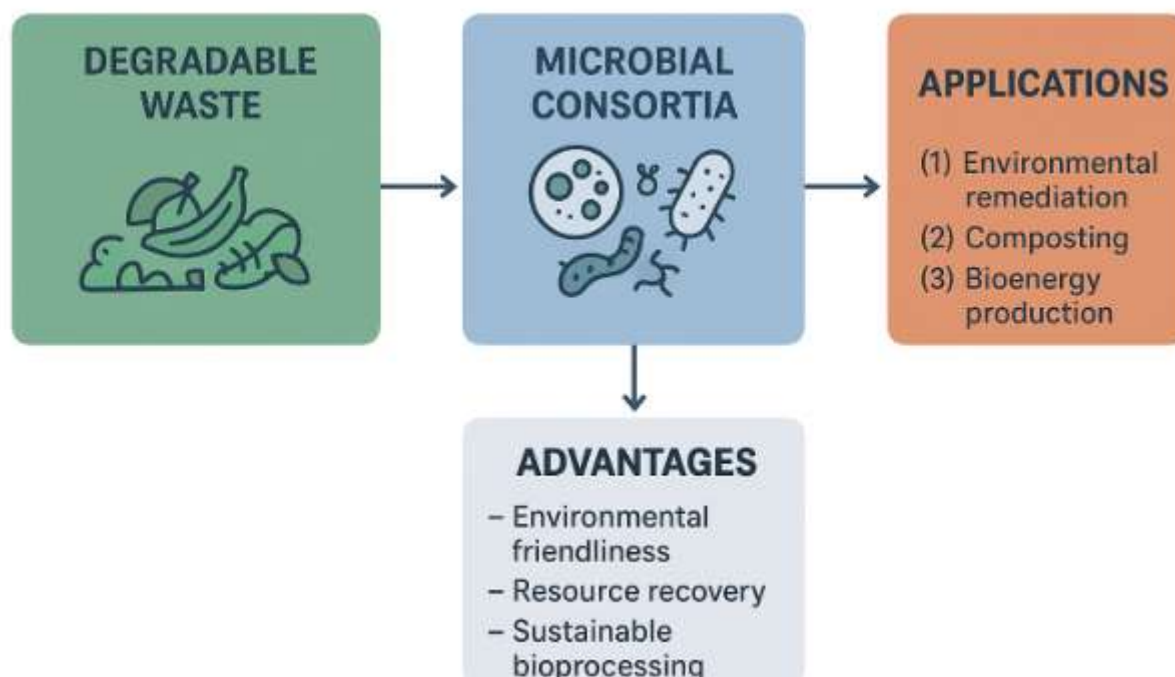 DEGRADABLE
WASTE
MICROBIAL
CONSORTIA
APPLICATIONS
(1) Environmental
remediation
(2) Composting
(3) Bioenergy
production
ADVANTAGES
– Environmental
friendliness
– Resource recovery
– Sustainable
bioprocessing